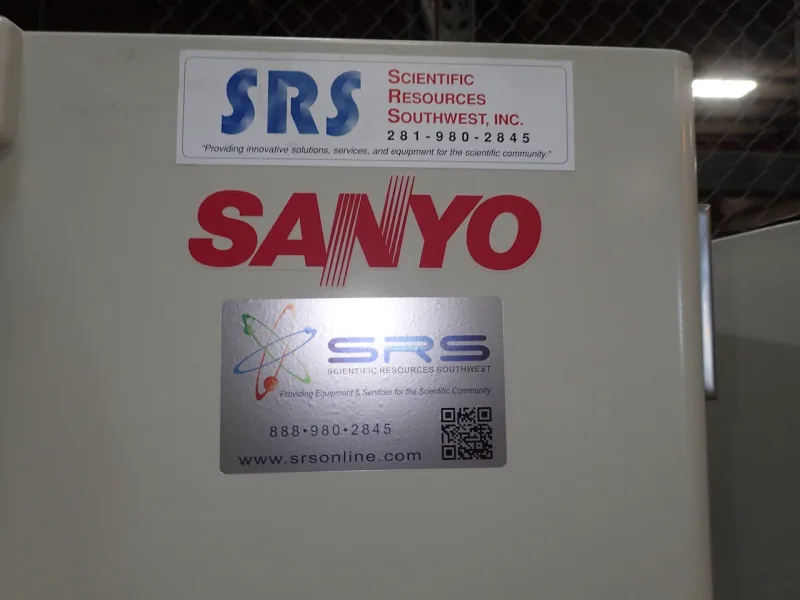 SRS
SCIENTIFIC
RESOURCES
SOUTHWEST, INC.
281-980-2845
"Providing innovative solutions, services, and equipment for the scientific community."
SANYO
SRS
SCIENTIFIC RESOURCES SOUTHWEST
Providing Equipment & Services for the Scientific Community
888•980•2845
www.srsonline.com